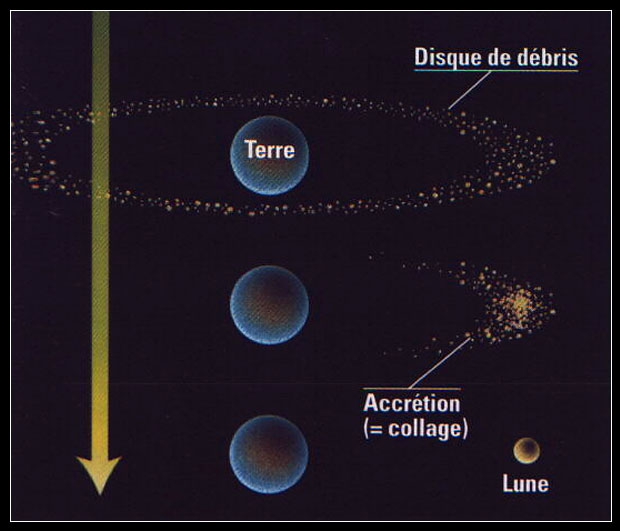 Disque de débris
Terre
Accrétion
(= collage)
Lune